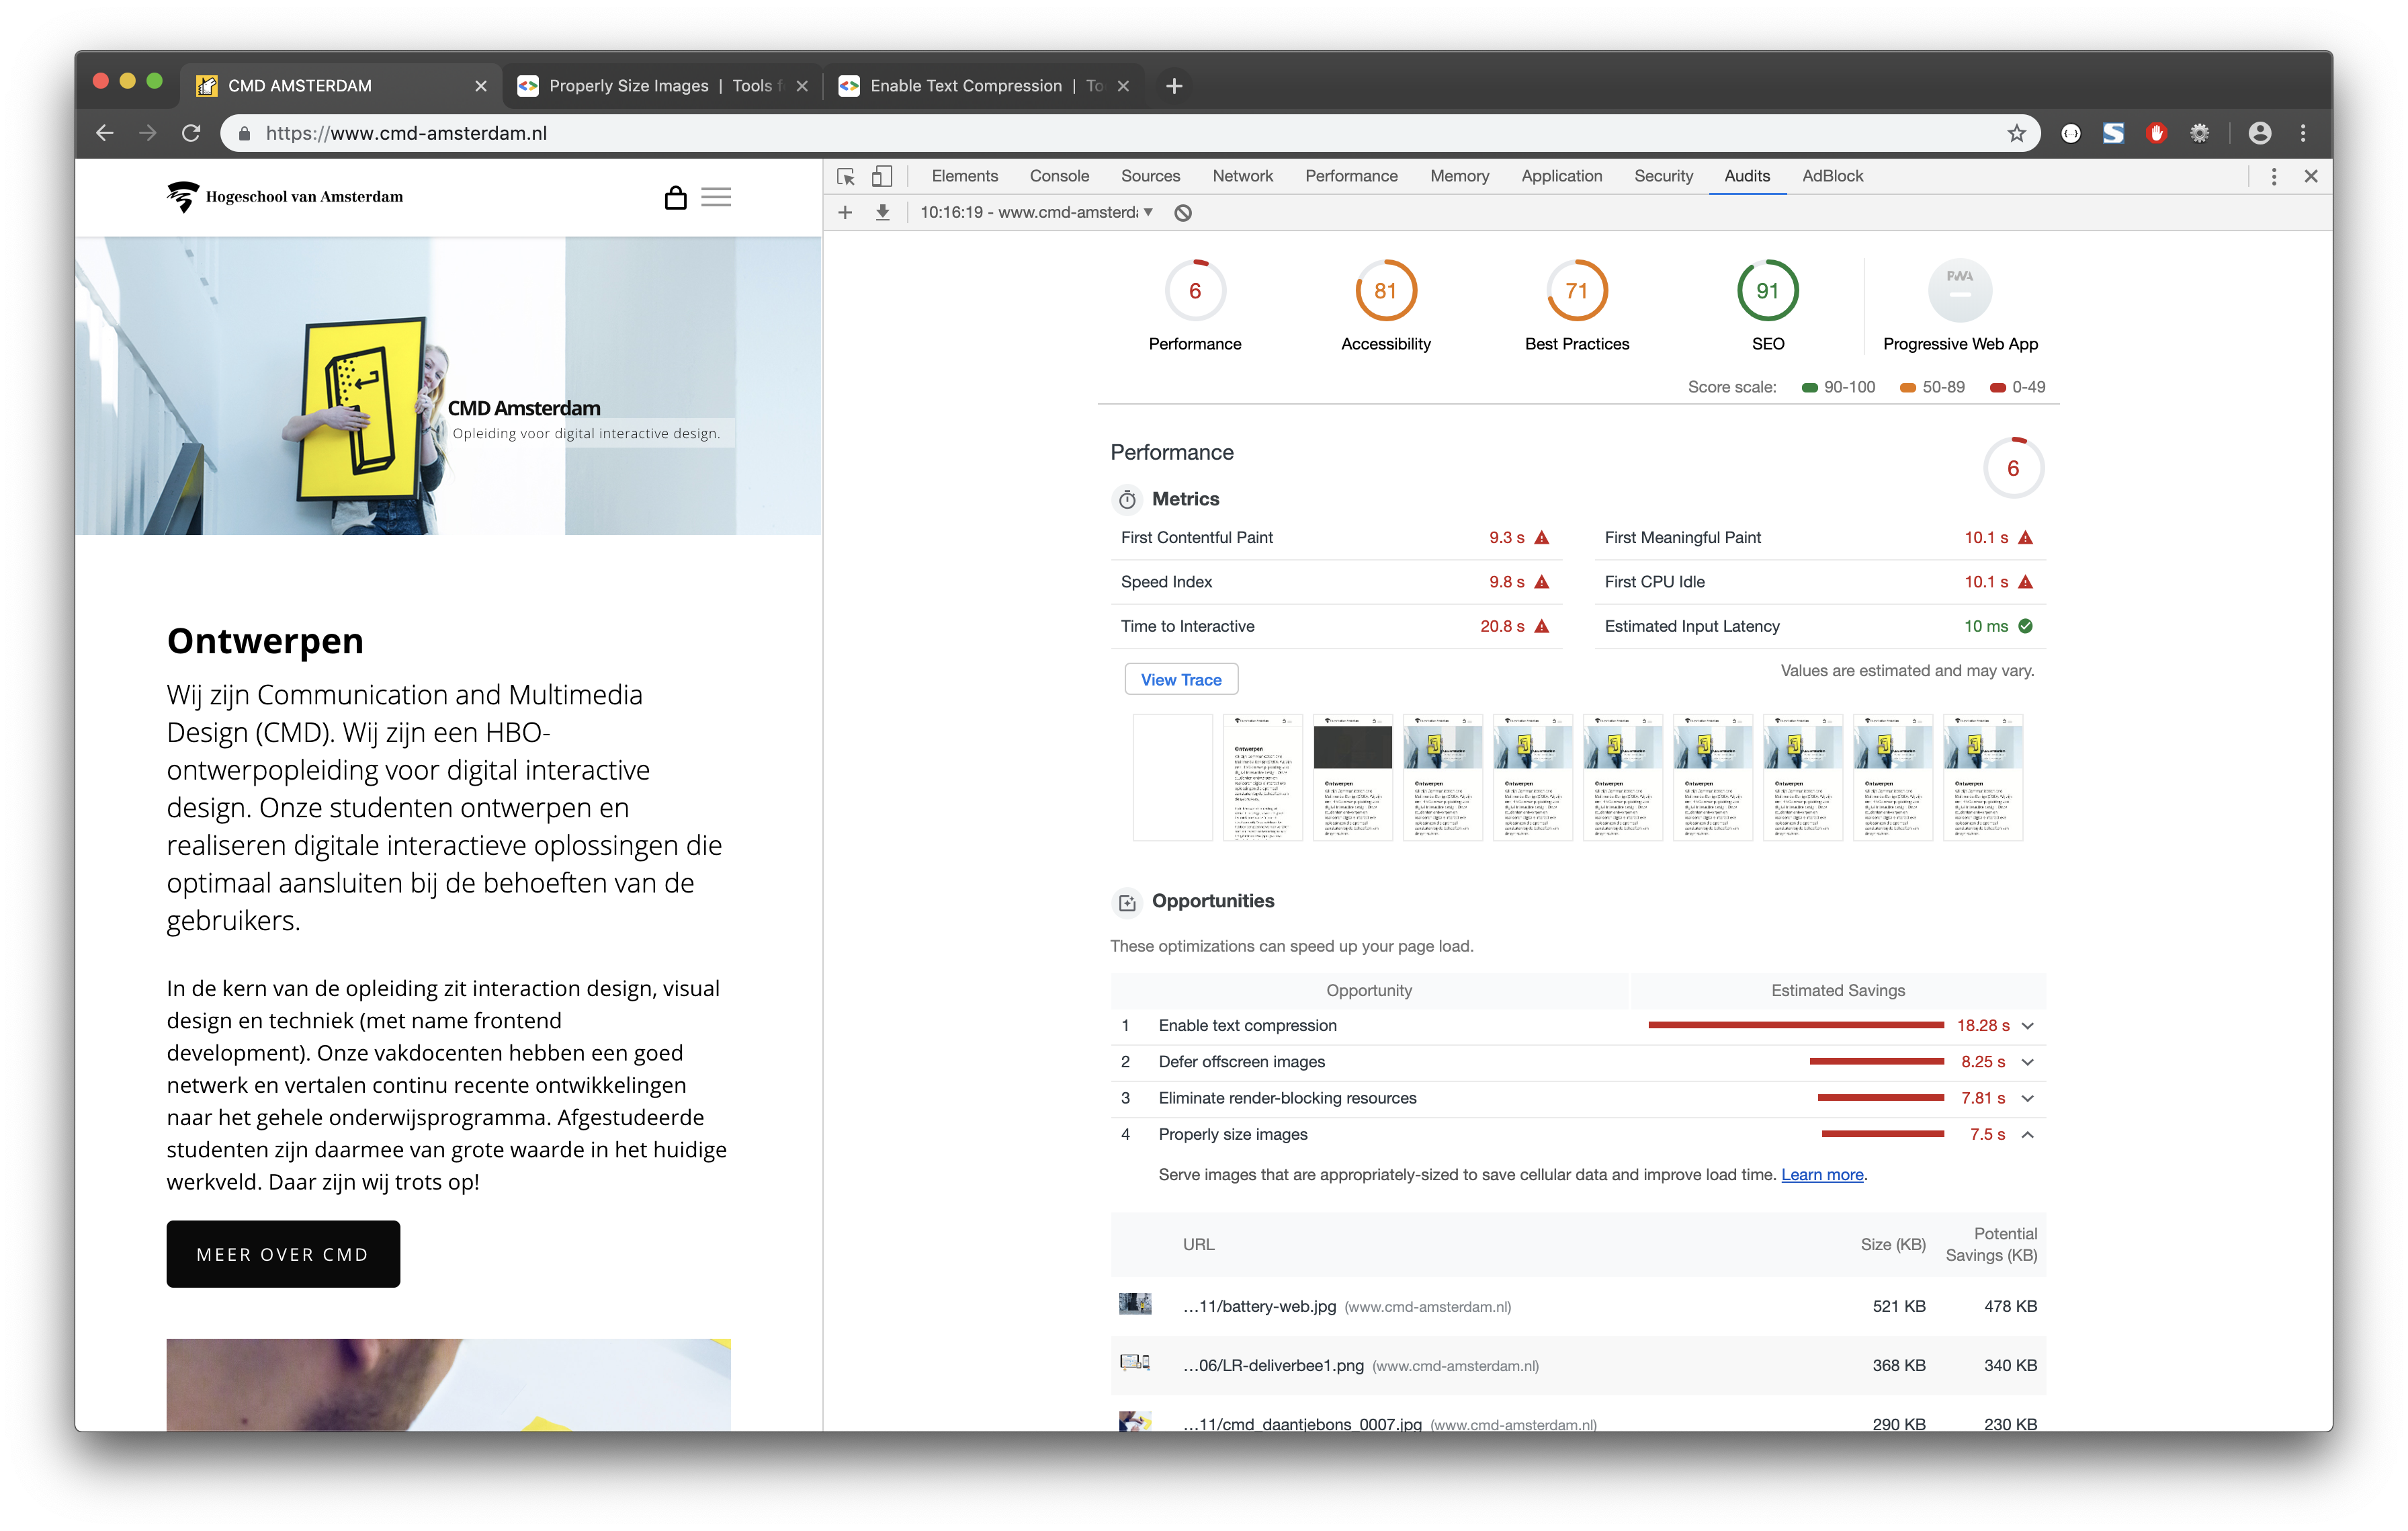 CMD AMSTERDAM
Properly Size Images | Tools f
Enable Text Compression | To
https://www.cmd-amsterdam.nl
Hogeschool van Amsterdam
CMD Amsterdam
Opleiding voor digital interactive design.
Ontwerpen
Wij zijn Communication and Multimedia
Design (CMD). Wij zijn een HBO-
ontwerpopleiding voor digital interactive
design. Onze studenten ontwerpen en
realiseren digitale interactieve oplossingen die
optimaal aansluiten bij de behoeften van de
gebruikers.
In de kern van de opleiding zit interaction design, visual
design en techniek (met name frontend
development). Onze vakdocenten hebben een goed
netwerk en vertalen continu recente ontwikkelingen
naar het gehele onderwijsprogramma. Afgestudeerde
studenten zijn daarmee van grote waarde in het huidige
werkveld. Daar zijn wij trots op!
MEER OVER CMD
Elements Console Sources Network Performance Memory Application Security Audits AdBlock
10:16:19 - www.cmd-amsterda
6 81 71 91 PWA
Performance Accessibility Best Practices SEO Progressive Web App
Score scale: 90-100 50-89 0-49
Performance
6
Metrics
First Contentful Paint 9.3 s First Meaningful Paint 10.1 s
Speed Index 9.8 s First CPU Idle 10.1 s
Time to Interactive 20.8 s Estimated Input Latency 10 ms
View Trace Values are estimated and may vary.
Opportunities
These optimizations can speed up your page load.
Opportunity Estimated Savings
1 Enable text compression 18.28 s
2 Defer offscreen images 8.25 s
3 Eliminate render-blocking resources 7.81 s
4 Properly size images 7.5 s
Serve images that are appropriately-sized to save cellular data and improve load time. Learn more.
URL Size (KB) Potential Savings (KB)
…11/battery-web.jpg (www.cmd-amsterdam.nl) 521 KB 478 KB
…06/LR-deliverbee1.png (www.cmd-amsterdam.nl) 368 KB 340 KB
…11/cmd_daantjebons_0007.jpg (www.cmd-amsterdam.nl) 290 KB 230 KB